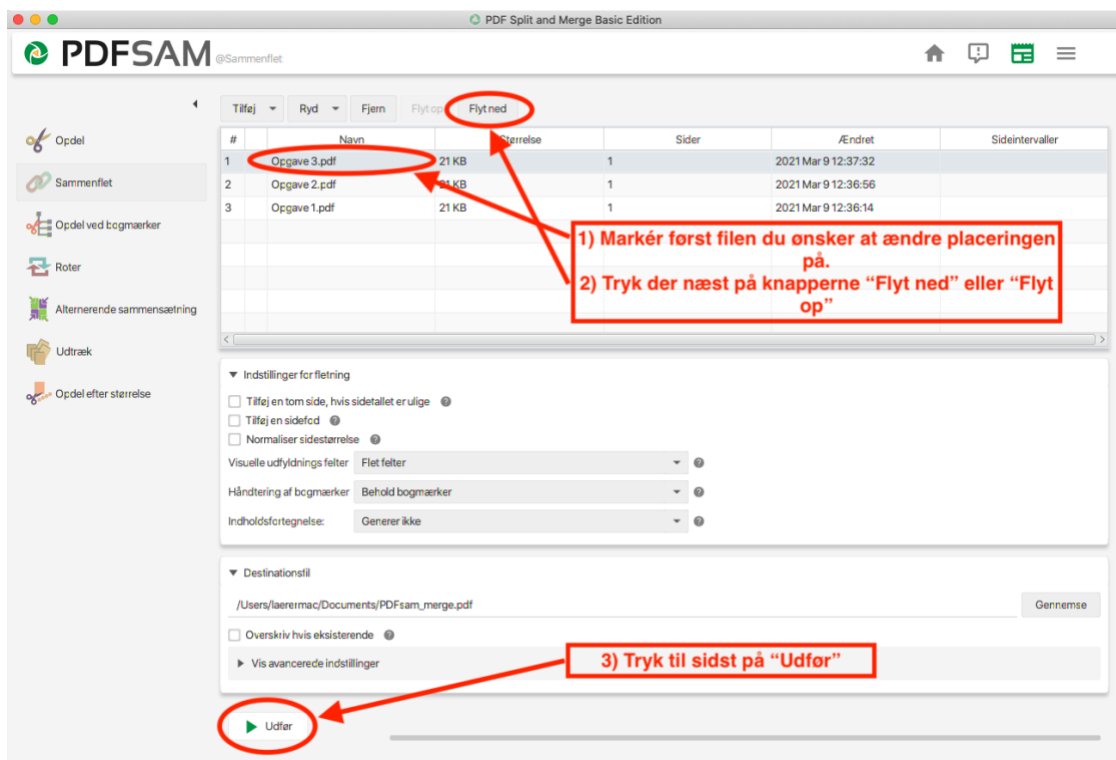 PDF Split and Merge Basic Edition
PDFSAM @Sammenflet
Tilføj Ryd Fjern Flyt op Flyt ned
Opdel
Sammenflet
Opdel ved bogmærker
Roter
Alternerende sammensætning
Udtræk
Opdel efter størrelse
# Navn Størrelse Sider Ændret Sideintervaller
1 Opgave 3.pdf 21 KB 1 2021 Mar 9 12:37:32
2 Opgave 2.pdf 21 KB 1 2021 Mar 9 12:36:56
3 Opgave 1.pdf 21 KB 1 2021 Mar 9 12:36:14
1) Markér først filen du ønsker at ændre placeringen
på.
2) Tryk der næst på knapperne “Flyt ned” eller “Flyt
op”
Indstillinger for fletning
Tilføj en tom side, hvis sidetallet er ulige
Tilføj en sidefod
Normaliser sidestørrelse
Visuelle udfyldnings felter Flet felter
Håndtering af bogmærker Behold bogmærker
Indholdsfortegnelse: Generer ikke
Destinationsfil
/Users/laerermac/Documents/PDFsam_merge.pdf Gennemse
Overskriv hvis eksisterende
Vis avancerede indstillinger
3) Tryk til sidst på “Udfør”
Udfør